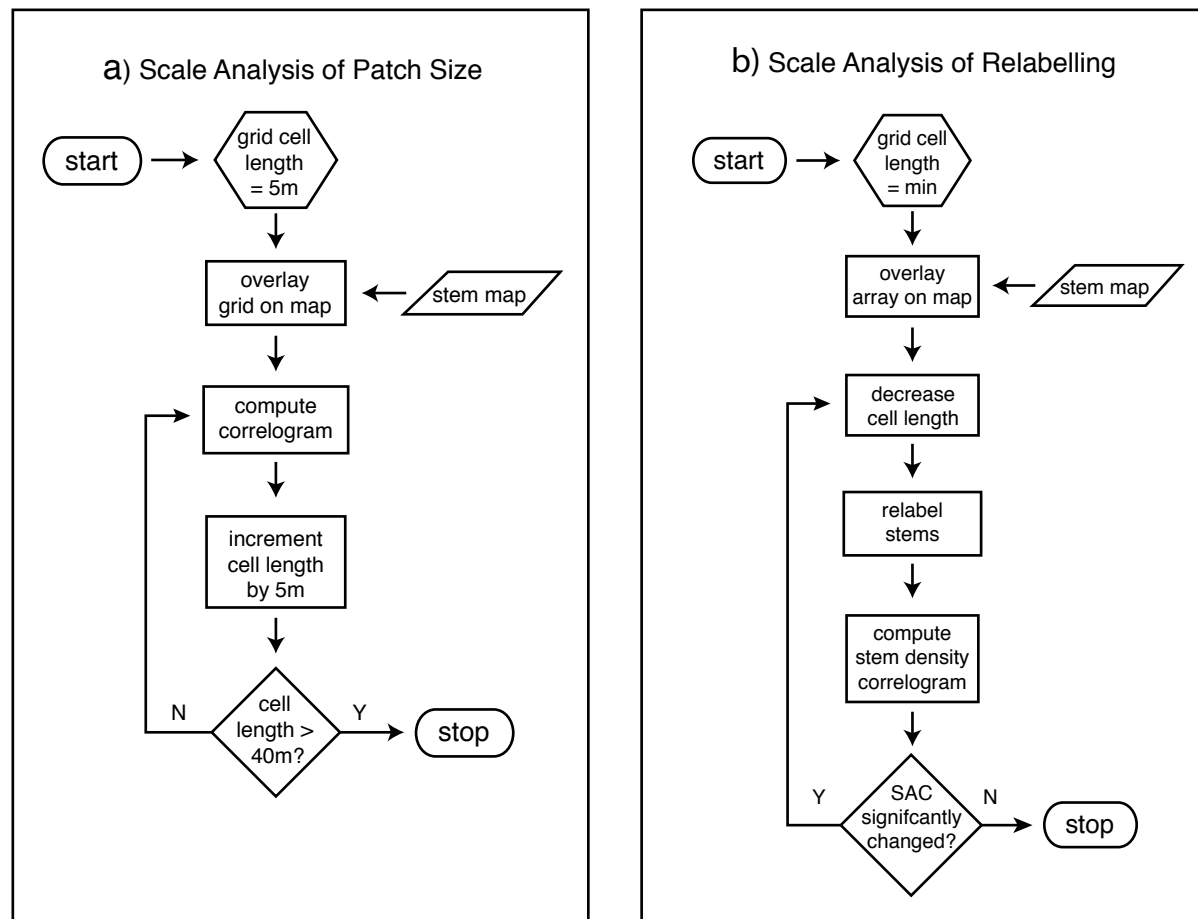 a) Scale Analysis of Patch Size
start
grid cell
length
= 5m
overlay
grid on map
stem map
compute
correlogram
increment
cell length
by 5m
cell
length >
40m?
N
Y
stop
b) Scale Analysis of Relabelling
start
grid cell
length
= min
overlay
array on map
stem map
decrease
cell length
relabel
stems
compute
stem density
correlogram
SAC
signifcantly
changed?
Y
N
stop